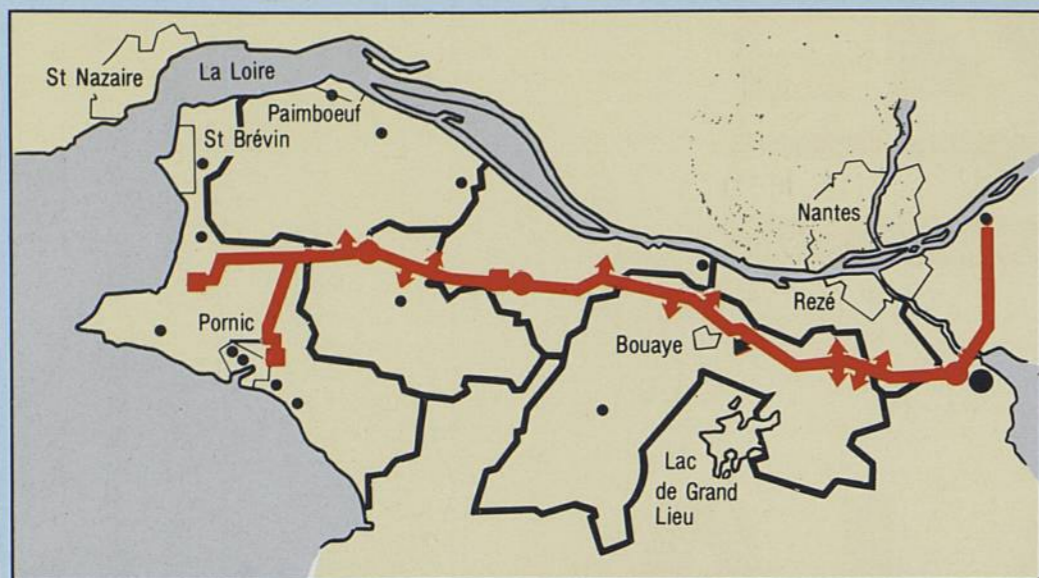 St Nazaire
La Loire
Paimboeuf
St Brévin
Nantes
Rezé
Pornic
Bouaye
Lac
de Grand
Lieu